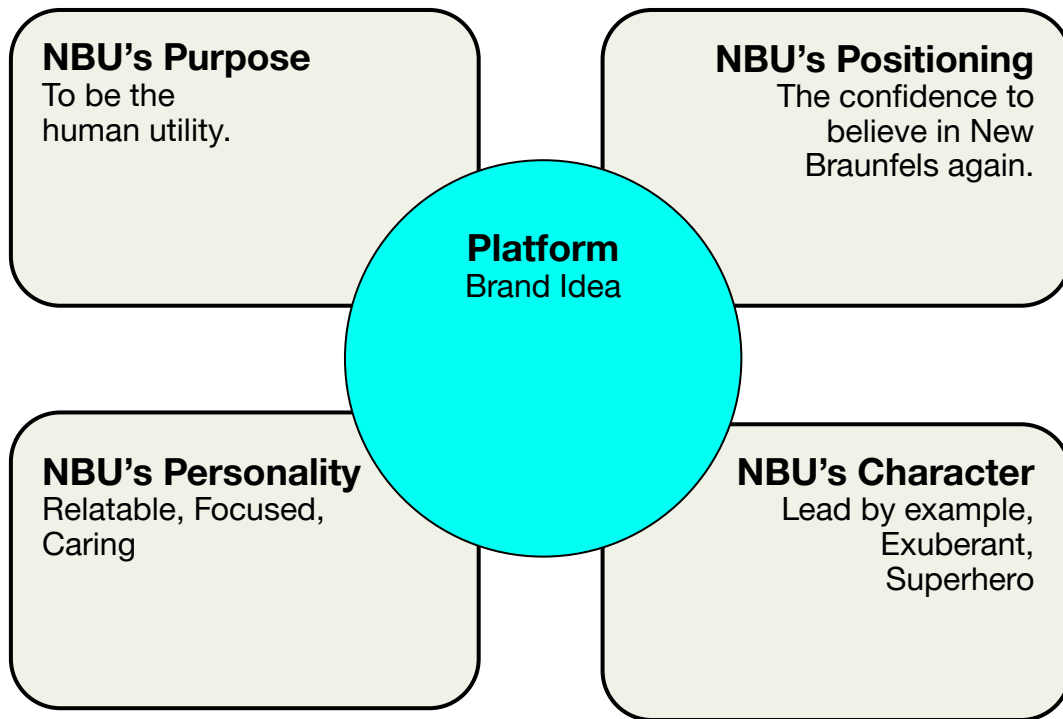 NBU’s Purpose
To be the
human utility.
NBU’s Positioning
The confidence to
believe in New
Braunfels again.
Platform
Brand Idea
NBU’s Personality
Relatable, Focused,
Caring
NBU’s Character
Lead by example,
Exuberant,
Superhero